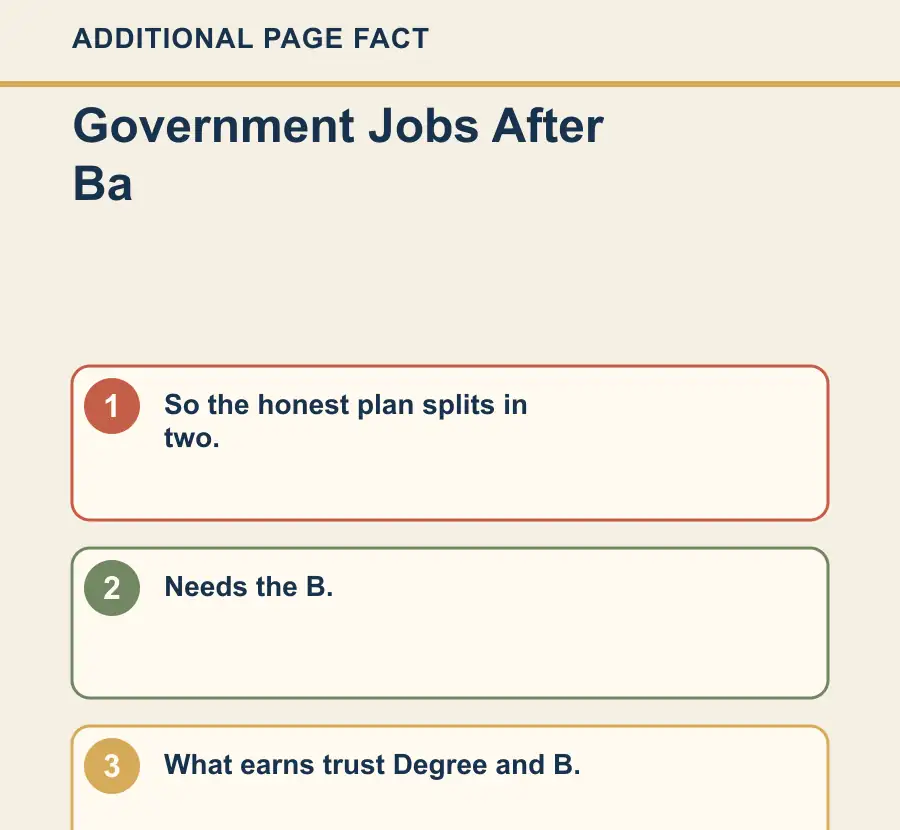 ADDITIONAL PAGE FACT
Government Jobs After
Ba
1
So the honest plan splits in
two.
2
Needs the B.
3
What earns trust Degree and B.